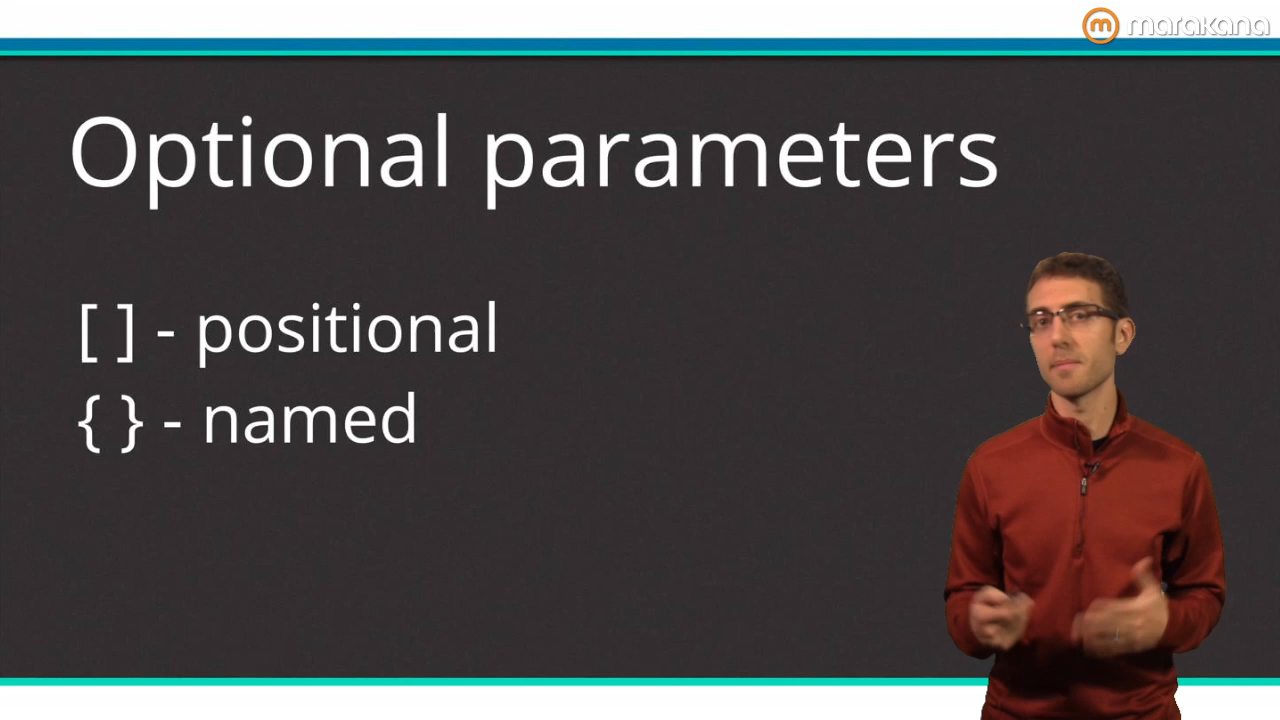 marakana
Optional parameters
[ ] - positional
{ } - named